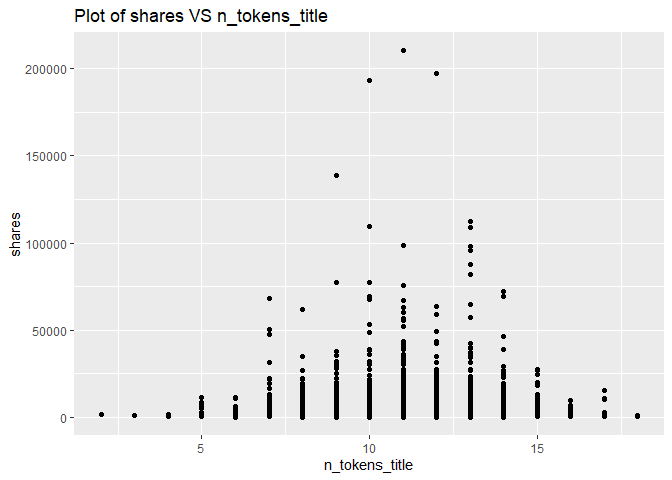 Plot of shares VS n_tokens_title
200000
150000
100000
50000
0
shares
5 10 15
n_tokens_title